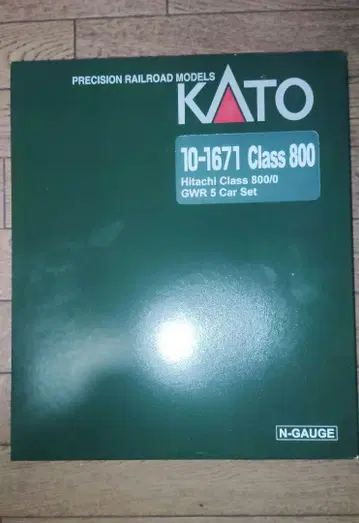 PRECISION RAILROAD MODELS
KATO
10-1671 Class 800
Hitachi Class 800/0
GWR 5 Car Set
N-GAUGE